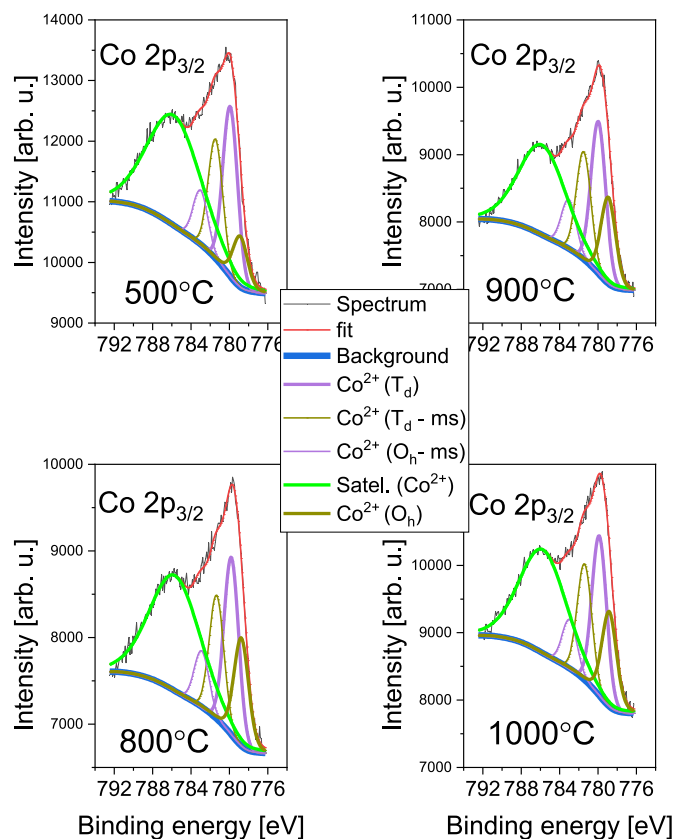 14000
13000
12000
11000
10000
9000
Intensity [arb. u.]
Co 2p3/2
500°C
792 788 784 780 776
11000
10000
9000
8000
7000
Intensity [arb. u.]
Co 2p3/2
900°C
792 788 784 780 776
Spectrum
fit
Background
Co²⁺ (Td)
Co²⁺ (Td - ms)
Co²⁺ (Oh- ms)
Satel. (Co²⁺)
Co²⁺ (Oh)
10000
9000
8000
7000
Intensity [arb. u.]
Co 2p3/2
800°C
792 788 784 780 776
Binding energy [eV]
10000
9000
8000
7000
Intensity [arb. u.]
Co 2p3/2
1000°C
792 788 784 780 776
Binding energy [eV]